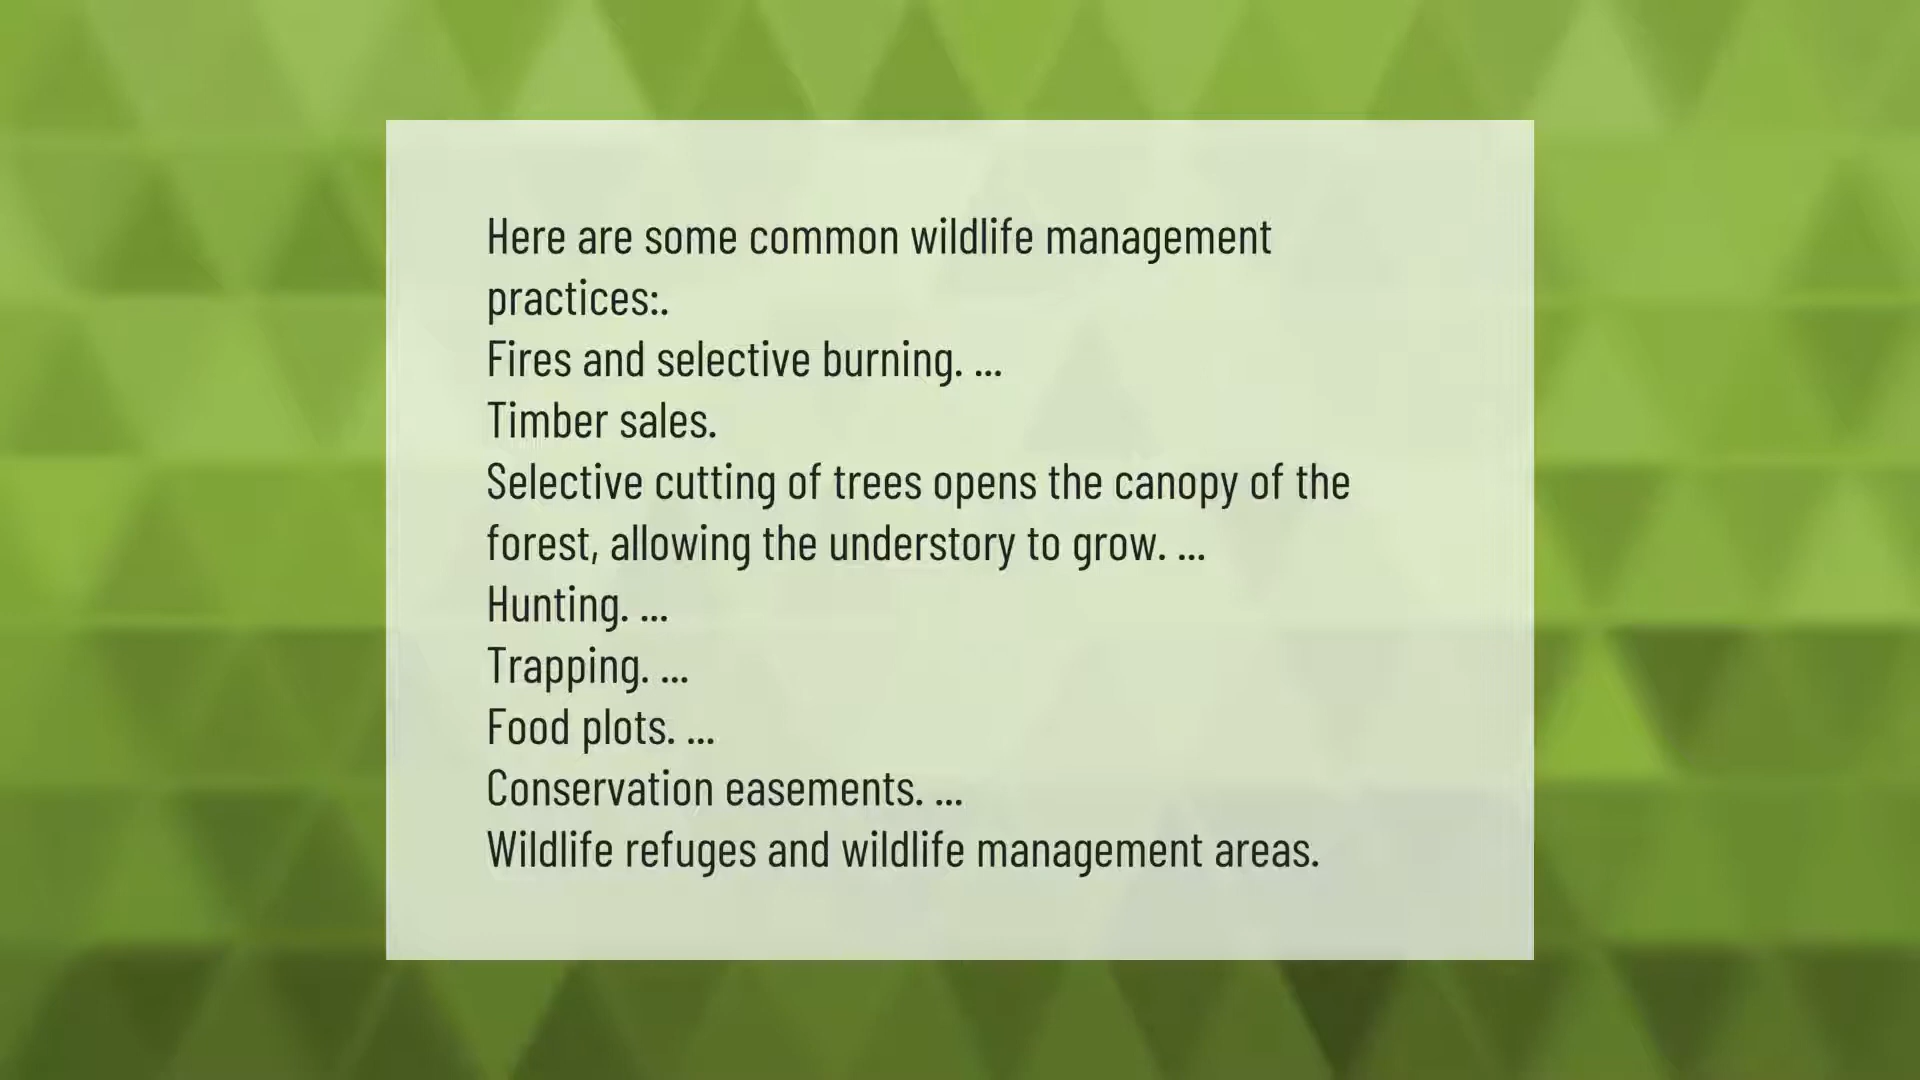 Here are some common wildlife management
practices:.
Fires and selective burning. ...
Timber sales.
Selective cutting of trees opens the canopy of the
forest, allowing the understory to grow. ...
Hunting. ...
Trapping. ...
Food plots. ...
Conservation easements. ...
Wildlife refuges and wildlife management areas.